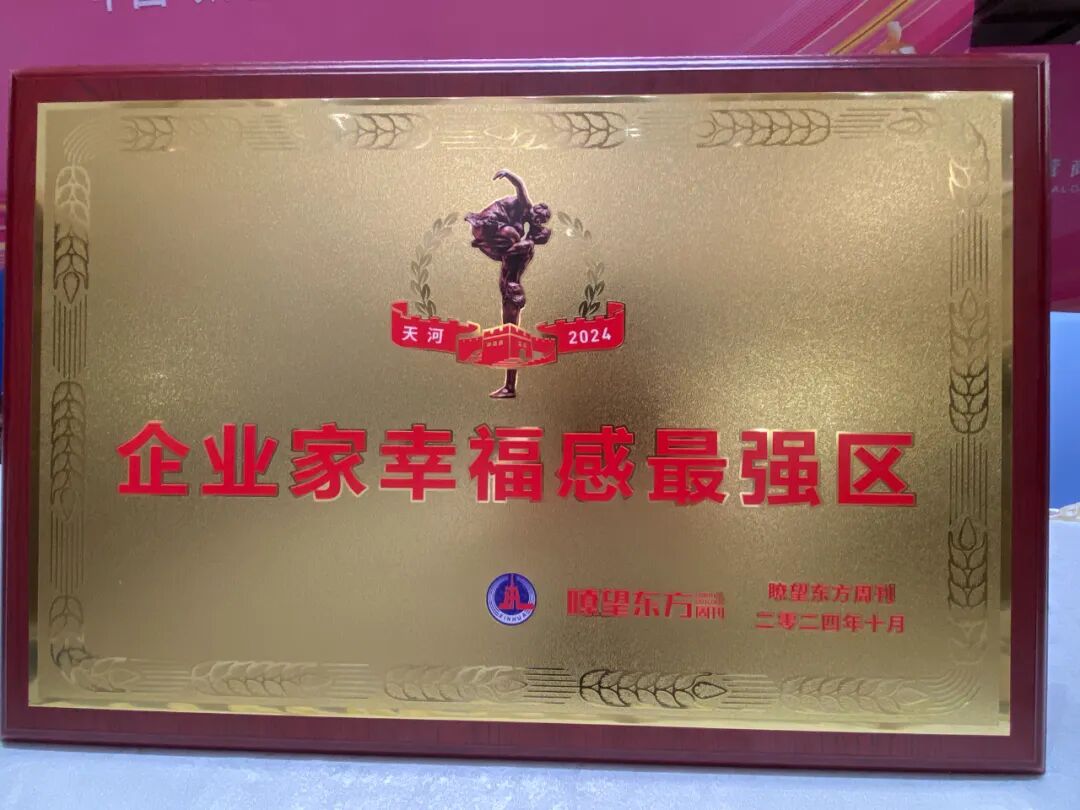 天河
2024
企业家幸福感最强区
XINHUA
瞭望东方
周刊
瞭望东方周刊
二零二四年十月